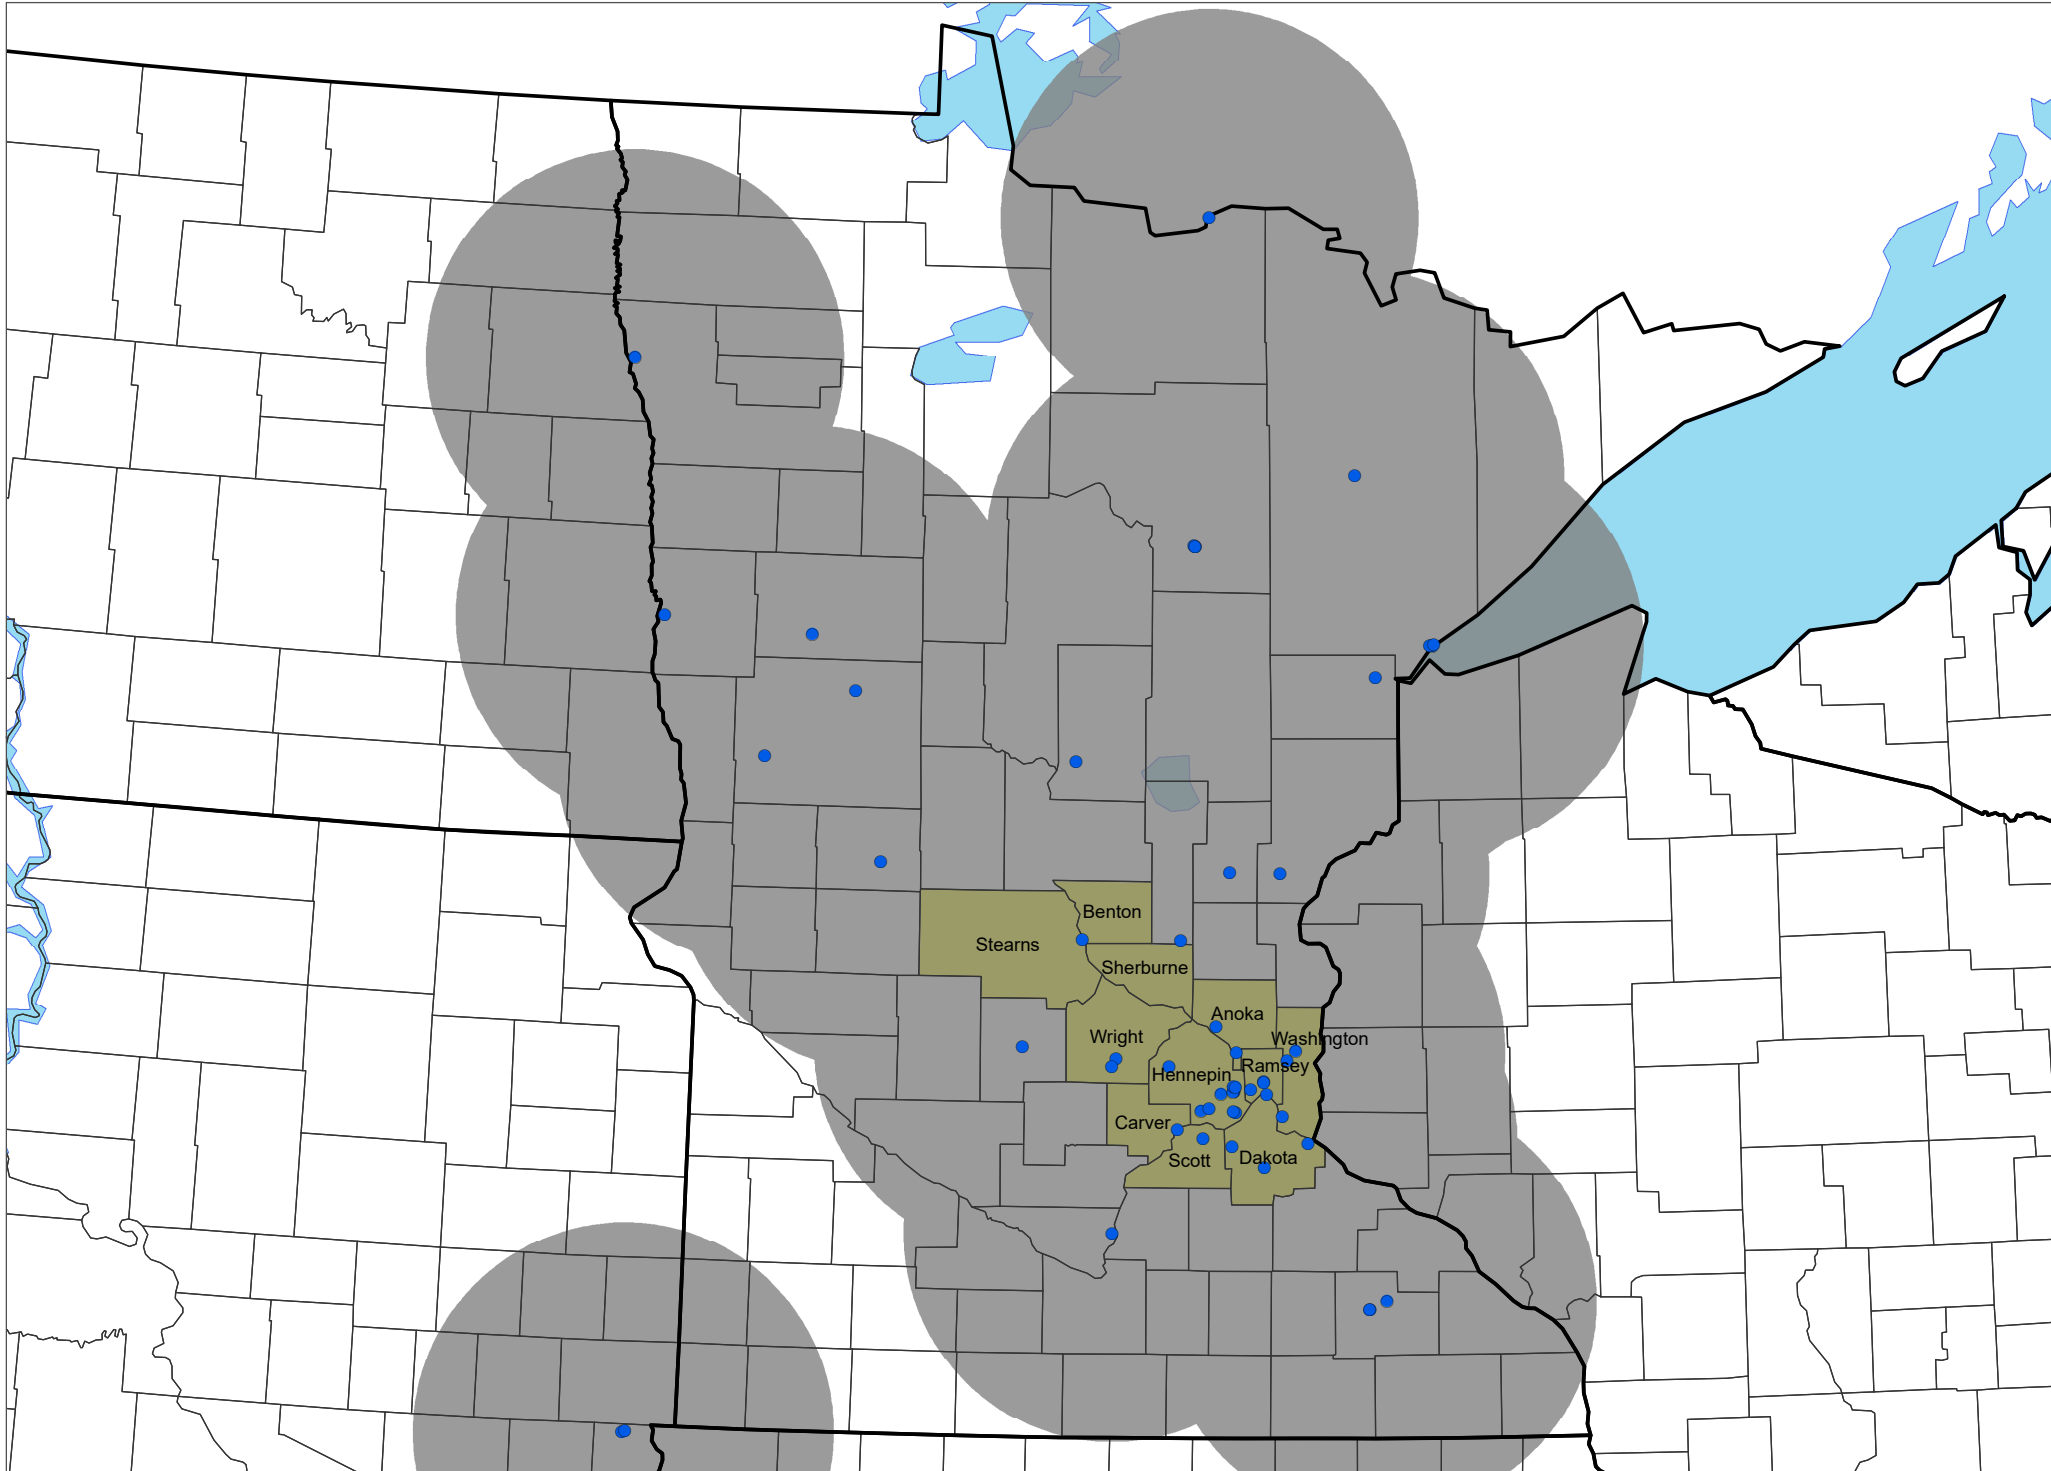 Benton
Stearns
Sherburne
Anoka
Wright
Washington
Ramsey
Hennepin
Carver
Scott
Dakota